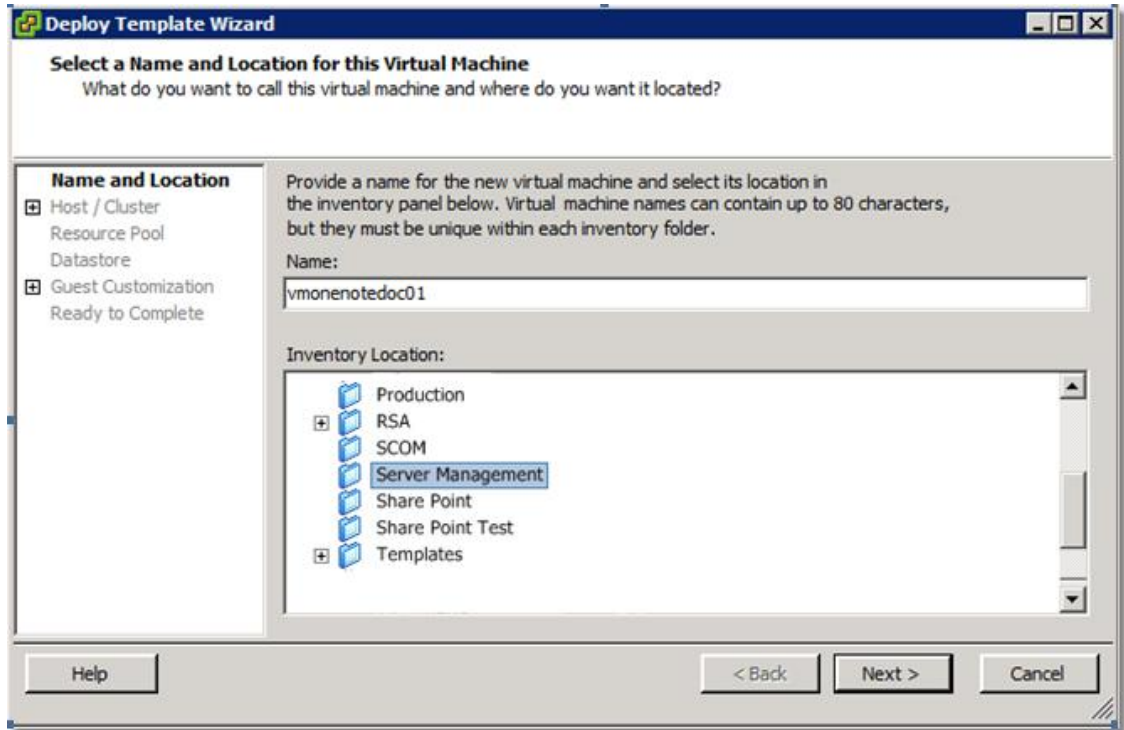 Deploy Template Wizard
Select a Name and Location for this Virtual Machine
What do you want to call this virtual machine and where do you want it located?
Name and Location
Host / Cluster
Resource Pool
Datastore
Guest Customization
Ready to Complete
Provide a name for the new virtual machine and select its location in
the inventory panel below. Virtual machine names can contain up to 80 characters,
but they must be unique within each inventory folder.
Name:
vmonenotedoc01
Inventory Location:
Production
RSA
SCOM
Server Management
Share Point
Share Point Test
Templates
Help
< Back
Next >
Cancel